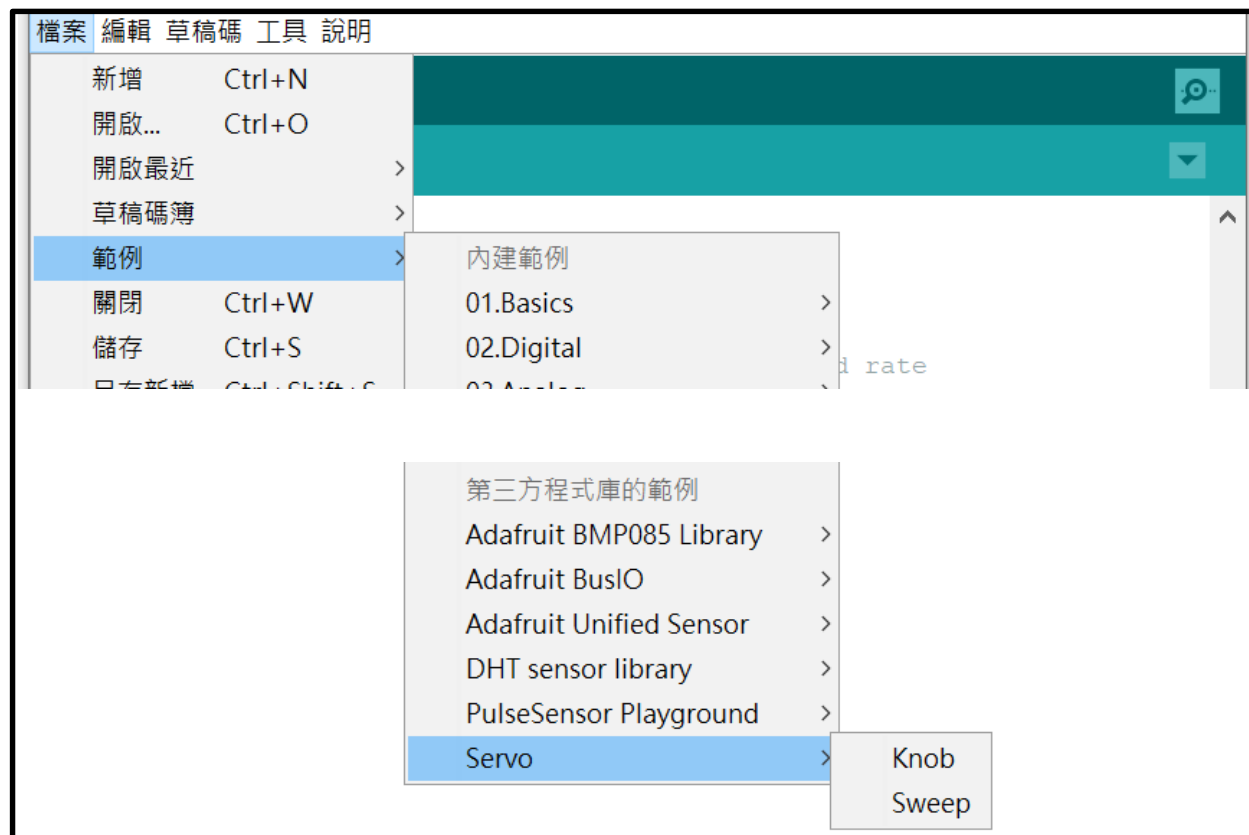 檔案 編輯 草稿碼 工具 說明
新增 Ctrl+N
開啟... Ctrl+O
開啟最近
草稿碼簿
範例
關閉 Ctrl+W
儲存 Ctrl+S
內建範例
01.Basics
02.Digital
d rate
第三方程式庫的範例
Adafruit BMP085 Library
Adafruit BusIO
Adafruit Unified Sensor
DHT sensor library
PulseSensor Playground
Servo
Knob
Sweep